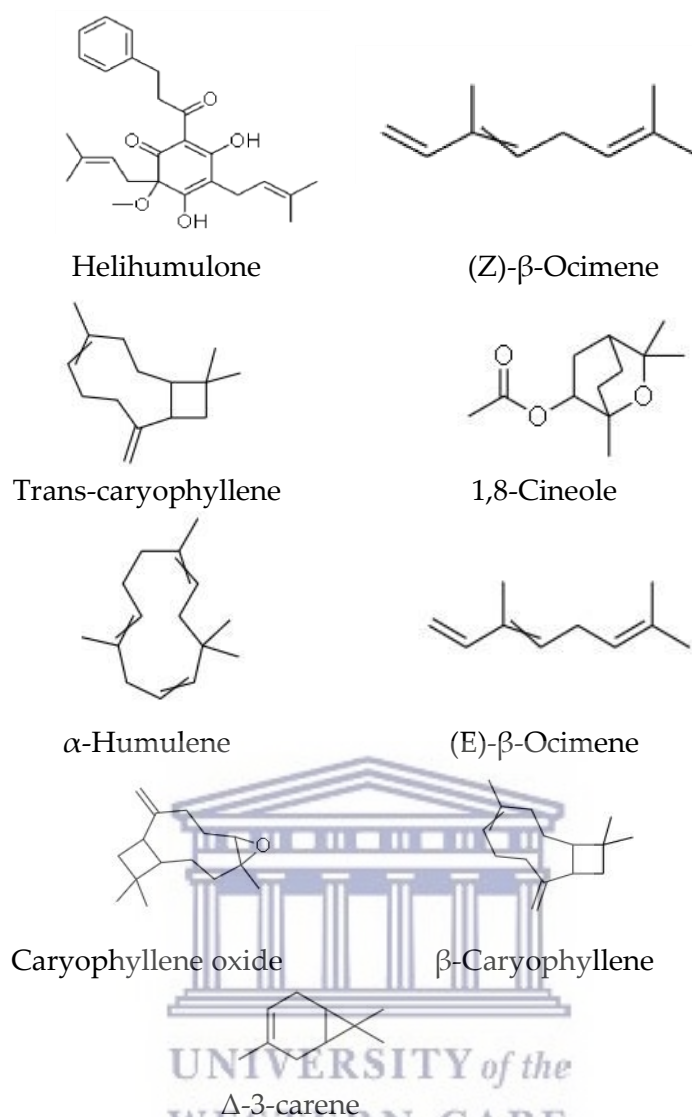 Helihumulone
(Z)-β-Ocimene
Trans-caryophyllene
1,8-Cineole
α-Humulene
(E)-β-Ocimene
Caryophyllene oxide
β-Caryophyllene
UNIVERSITY of the
Δ-3-carene